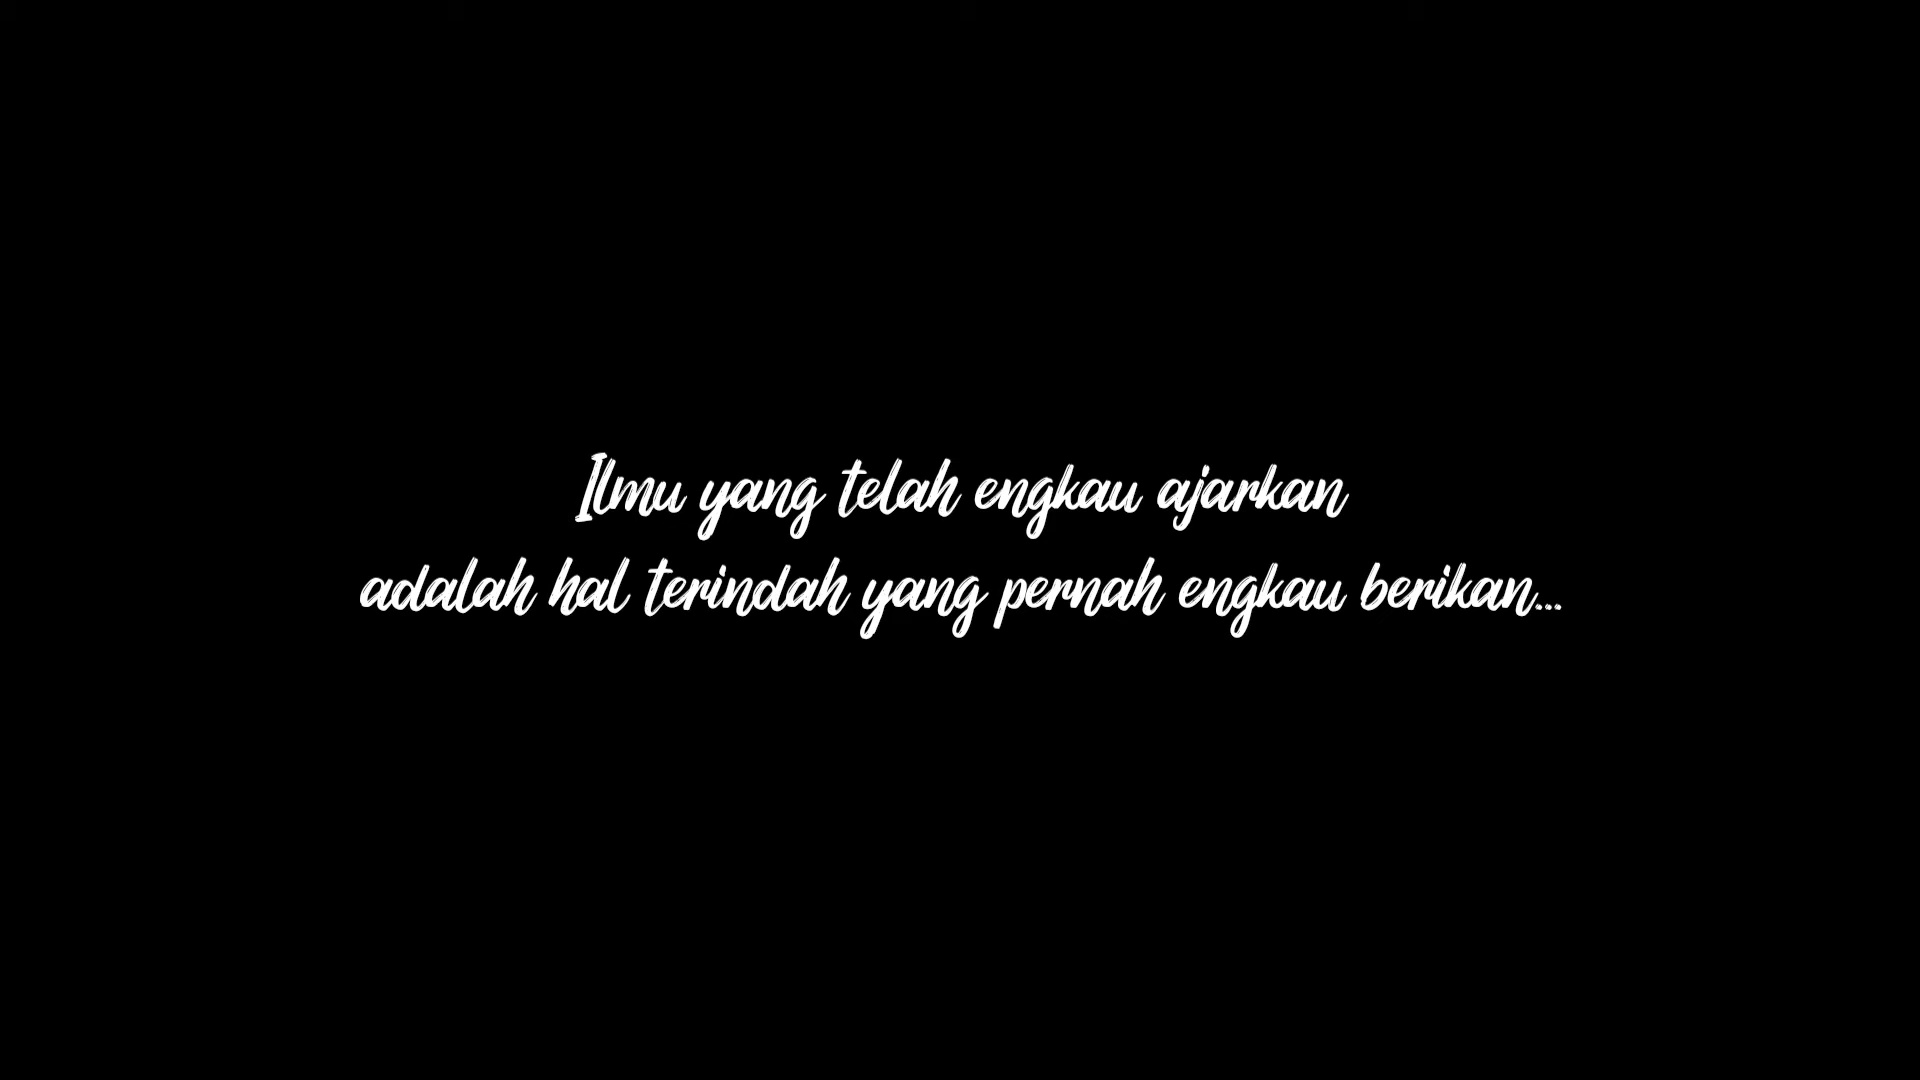 Ilmu yang telah engkau ajarkan
adalah hal terindah yang pernah engkau berikan...